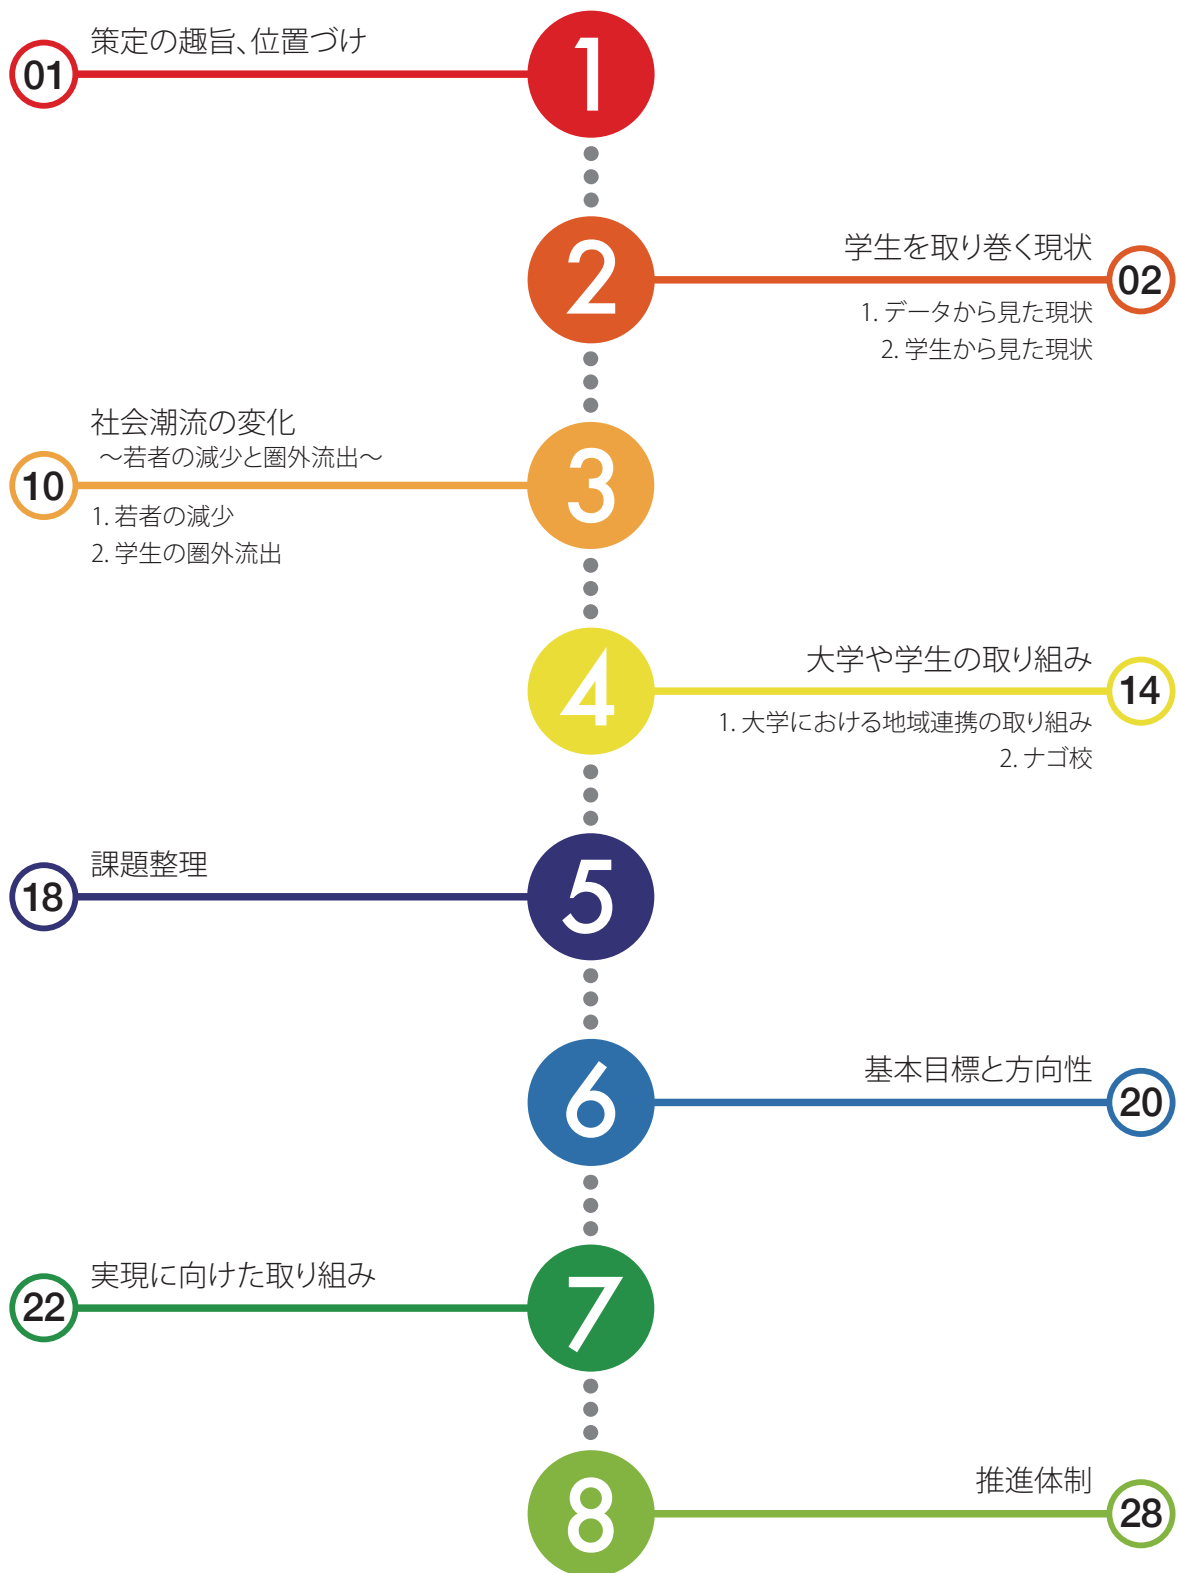 策定の趣旨、位置づけ
01
1
2
学生を取り巻く現状
02
1. データから見た現状
2. 学生から見た現状
社会潮流の変化
～若者の減少と圏外流出～
10
3
1. 若者の減少
2. 学生の圏外流出
4
大学や学生の取り組み
14
1. 大学における地域連携の取り組み
2. ナゴ校
課題整理
18
5
6
基本目標と方向性
20
実現に向けた取り組み
22
7
8
推進体制
28